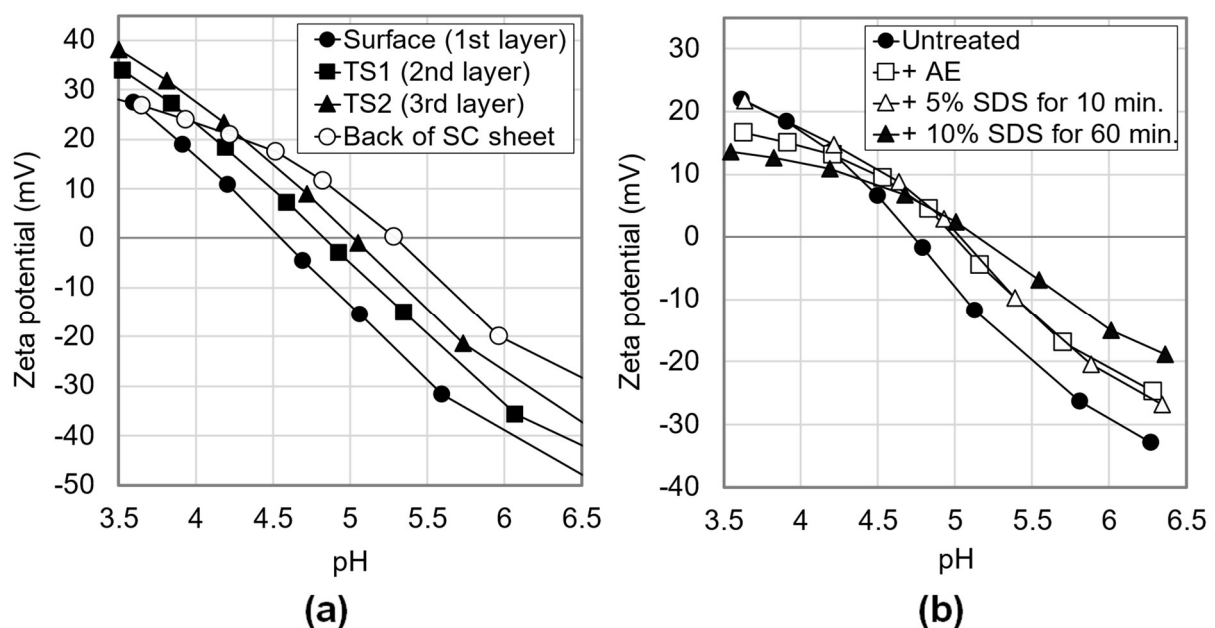 40
30
20
10
0
-10
-20
-30
-40
-50
Zeta potential (mV)
Surface (1st layer)
TS1 (2nd layer)
TS2 (3rd layer)
Back of SC sheet
3.5 4 4.5 5 5.5 6 6.5
pH
(a)
30
20
10
0
-10
-20
-30
-40
Zeta potential (mV)
Untreated
+ AE
+ 5% SDS for 10 min.
+ 10% SDS for 60 min.
3.5 4 4.5 5 5.5 6 6.5
pH
(b)